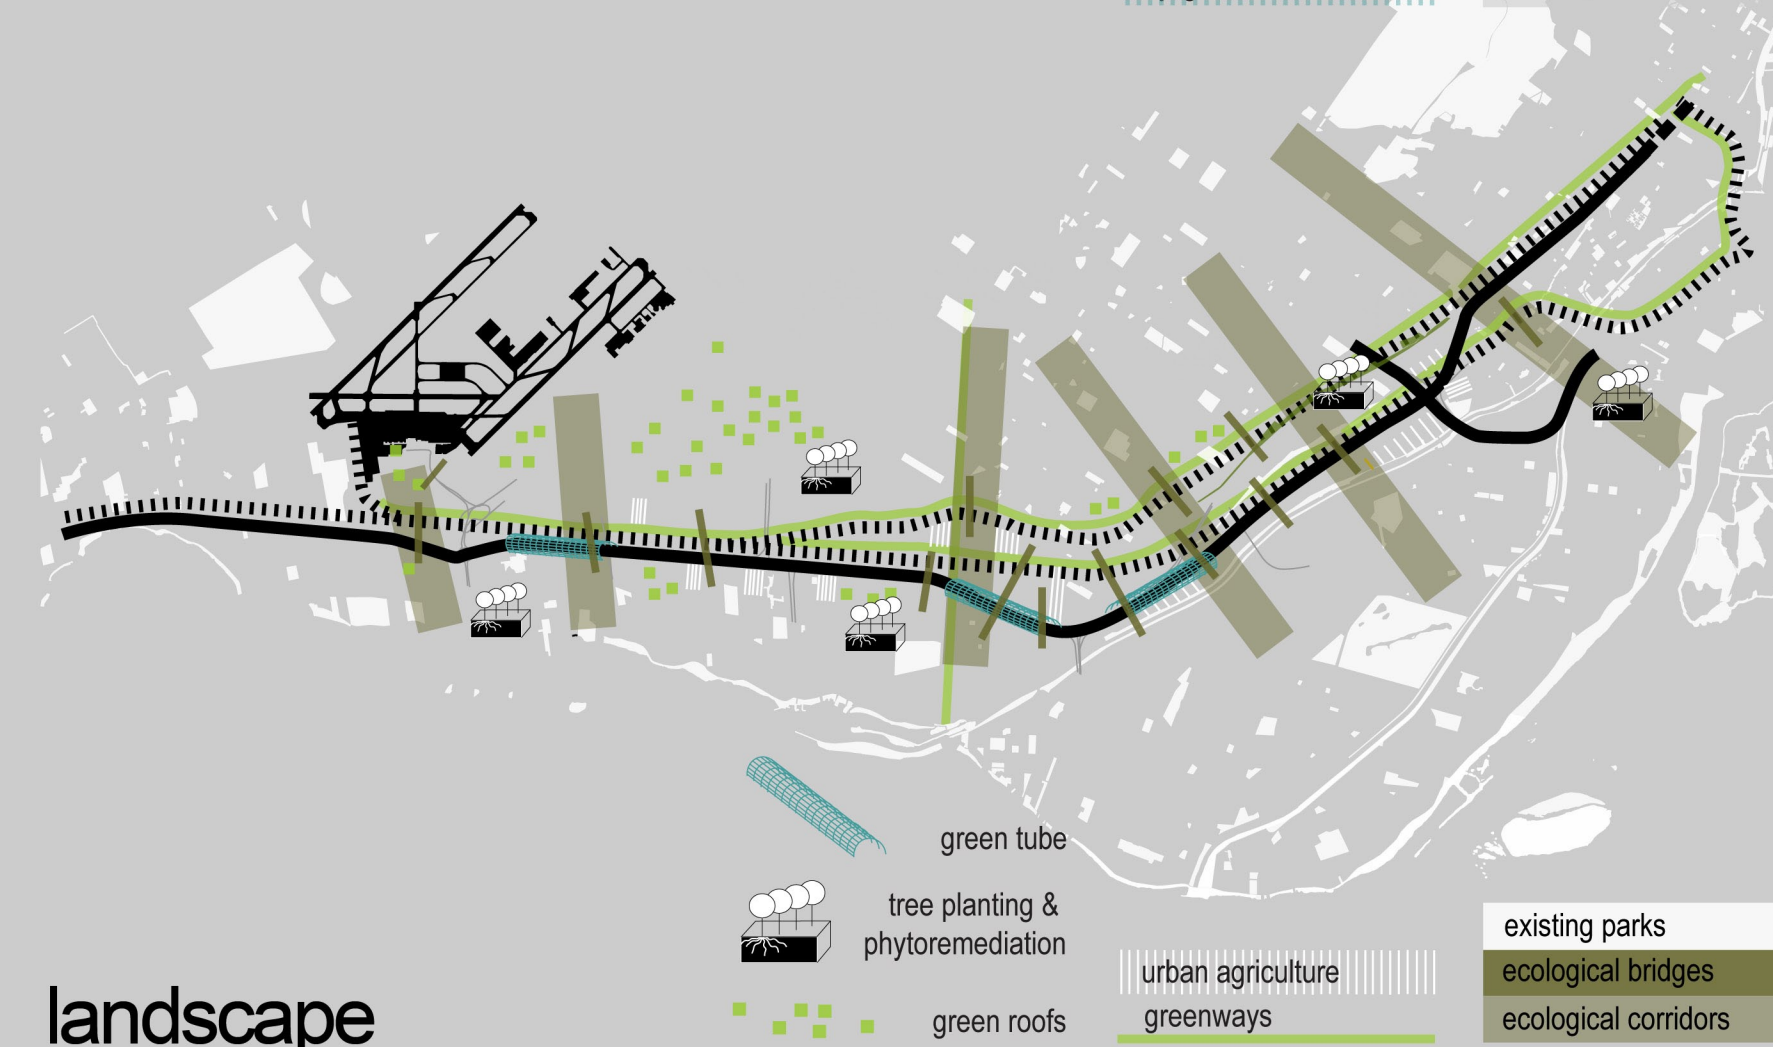 green tube
tree planting &
phytoremediation
green roofs
urban agriculture
greenways
existing parks
ecological bridges
ecological corridors
landscape